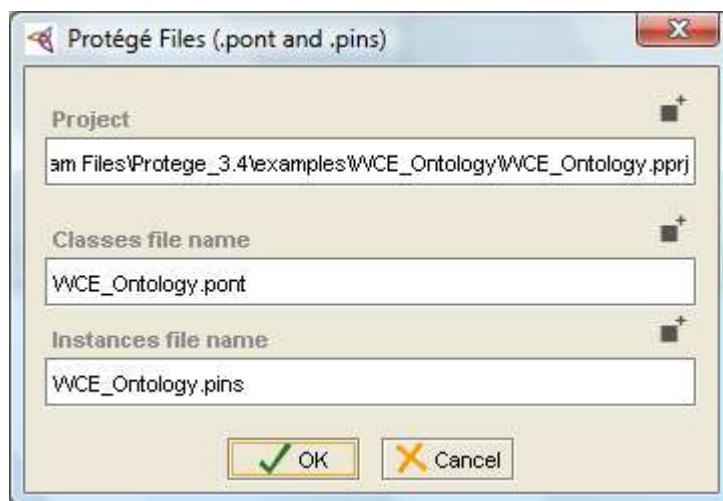 Protégé Files (.pont and .pins)
Project
am Files\Protege_3.4\examples\WCE_Ontology\WCE_Ontology.pprj
Classes file name
WCE_Ontology.pont
Instances file name
WCE_Ontology.pins
OK Cancel